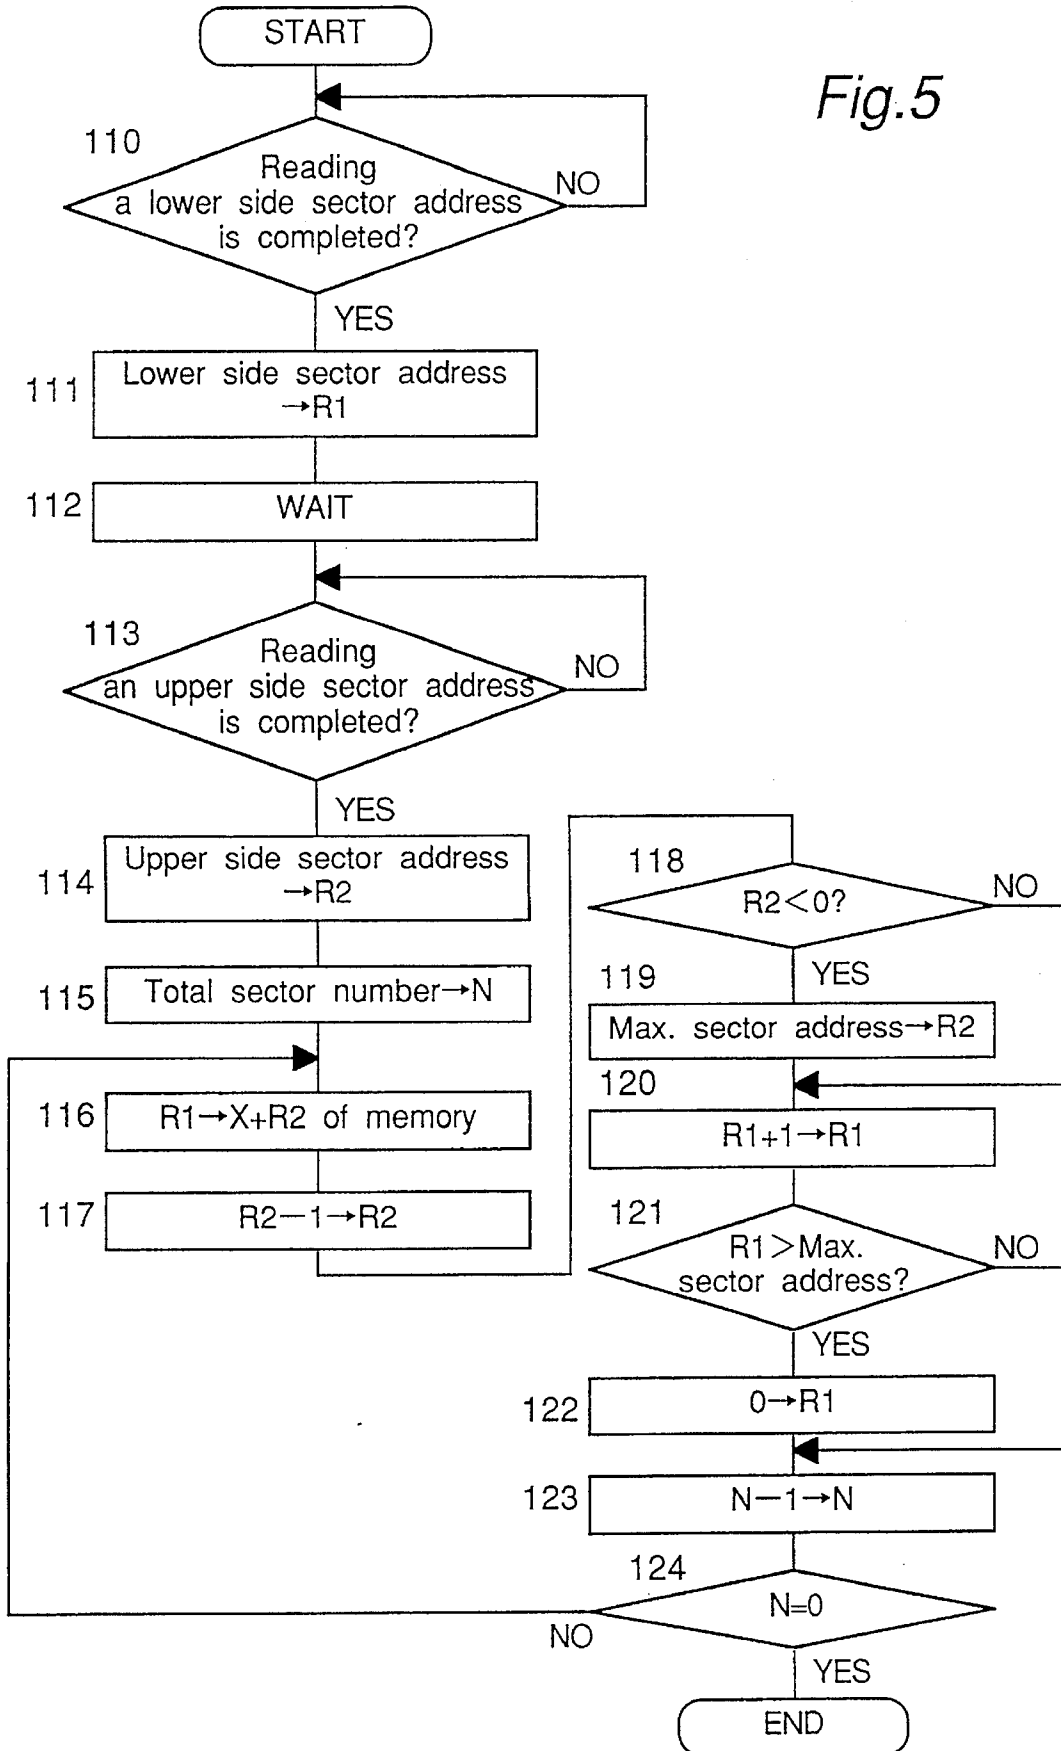 START
Fig.5
110
Reading
a lower side sector address
is completed?
NO
YES
111
Lower side sector address
→R1
112
WAIT
113
Reading
an upper side sector address
is completed?
NO
YES
114
Upper side sector address
→R2
115
Total sector number→N
116
R1→X+R2 of memory
117
R2−1→R2
118
R2<0?
NO
YES
119
Max. sector address→R2
120
R1+1→R1
121
R1>Max.
sector address?
NO
YES
122
0→R1
123
N−1→N
124
N=0
NO
YES
END